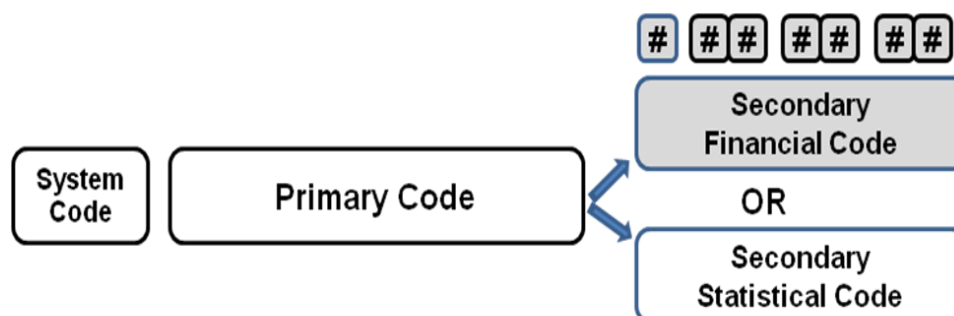 # ## ## ##
Secondary
Financial Code
System
Code
Primary Code
OR
Secondary
Statistical Code